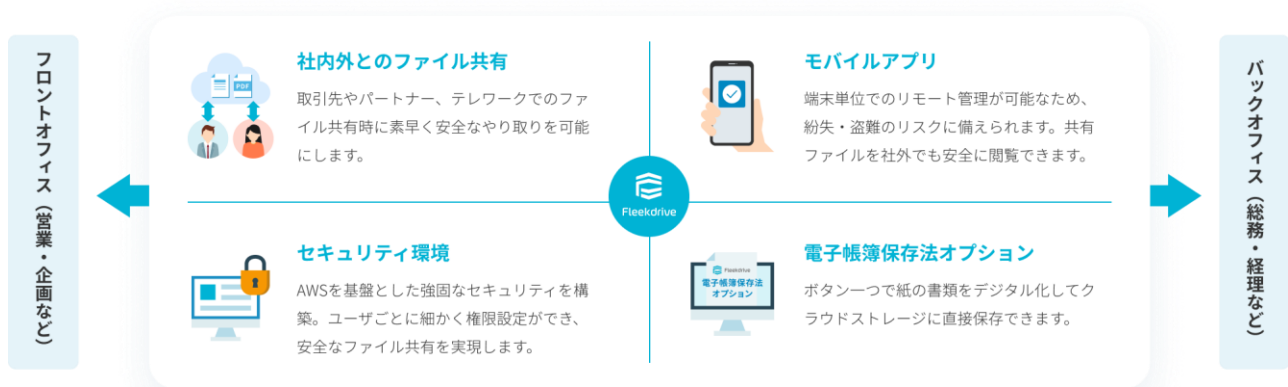 フロントオフィス（営業・企画など）
社内外とのファイル共有
取引先やパートナー、テレワークでのファ
イル共有時に素早く安全なやり取りを可能
にします。
PDF
モバイルアプリ
端末単位でのリモート管理が可能なため、
紛失・盗難のリスクに備えられます。共有
ファイルを社外でも安全に閲覧できます。
Fleekdrive
セキュリティ環境
AWSを基盤とした強固なセキュリティを構
築。ユーザごとに細かく権限設定ができ、
安全なファイル共有を実現します。
Fleekdrive
電子帳簿保存法
オプション
電子帳簿保存法オプション
ボタン一つで紙の書類をデジタル化してク
ラウドストレージに直接保存できます。
バックオフィス（総務・経理など）